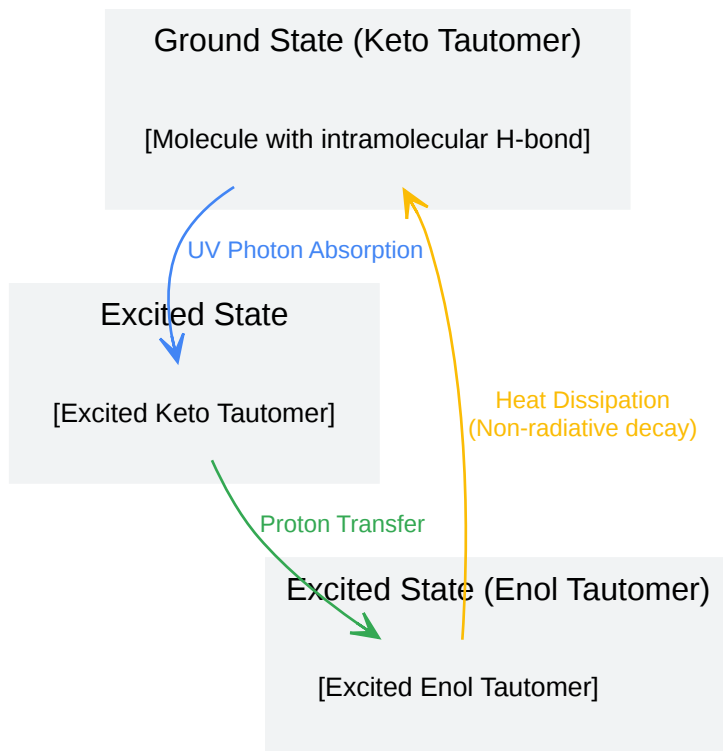 Ground State (Keto Tautomer)
[Molecule with intramolecular H-bond]
UV Photon Absorption
Excited State
[Excited Keto Tautomer]
Heat Dissipation
(Non-radiative decay)
Proton Transfer
Excited State (Enol Tautomer)
[Excited Enol Tautomer]